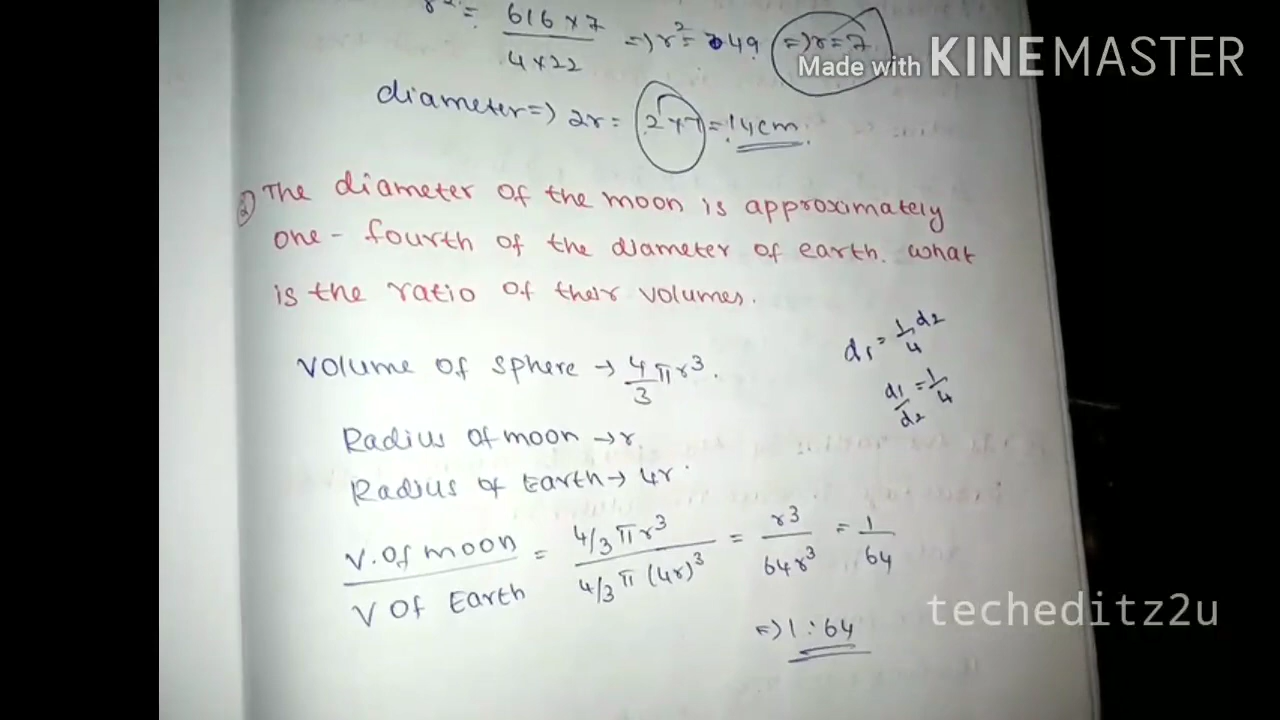 r² = 616×7 / 4×22 => r² = 49 => r = 7
Made with KINEMASTER
diameter => 2r = 2×7 = 14cm
2) The diameter of the moon is approximately
one - fourth of the diameter of earth. what
is the ratio of their volumes.
d₁ = 1/4 d₂
Volume of sphere → 4/3 πr³.
d₁/d₂ = 1/4
Radius of moon → r
Radius of Earth → 4r
V. Of moon / V Of Earth = 4/3 πr³ / 4/3 π (4r)³ = r³ / 64r³ = 1 / 64
techeditz2u
=> 1 : 64